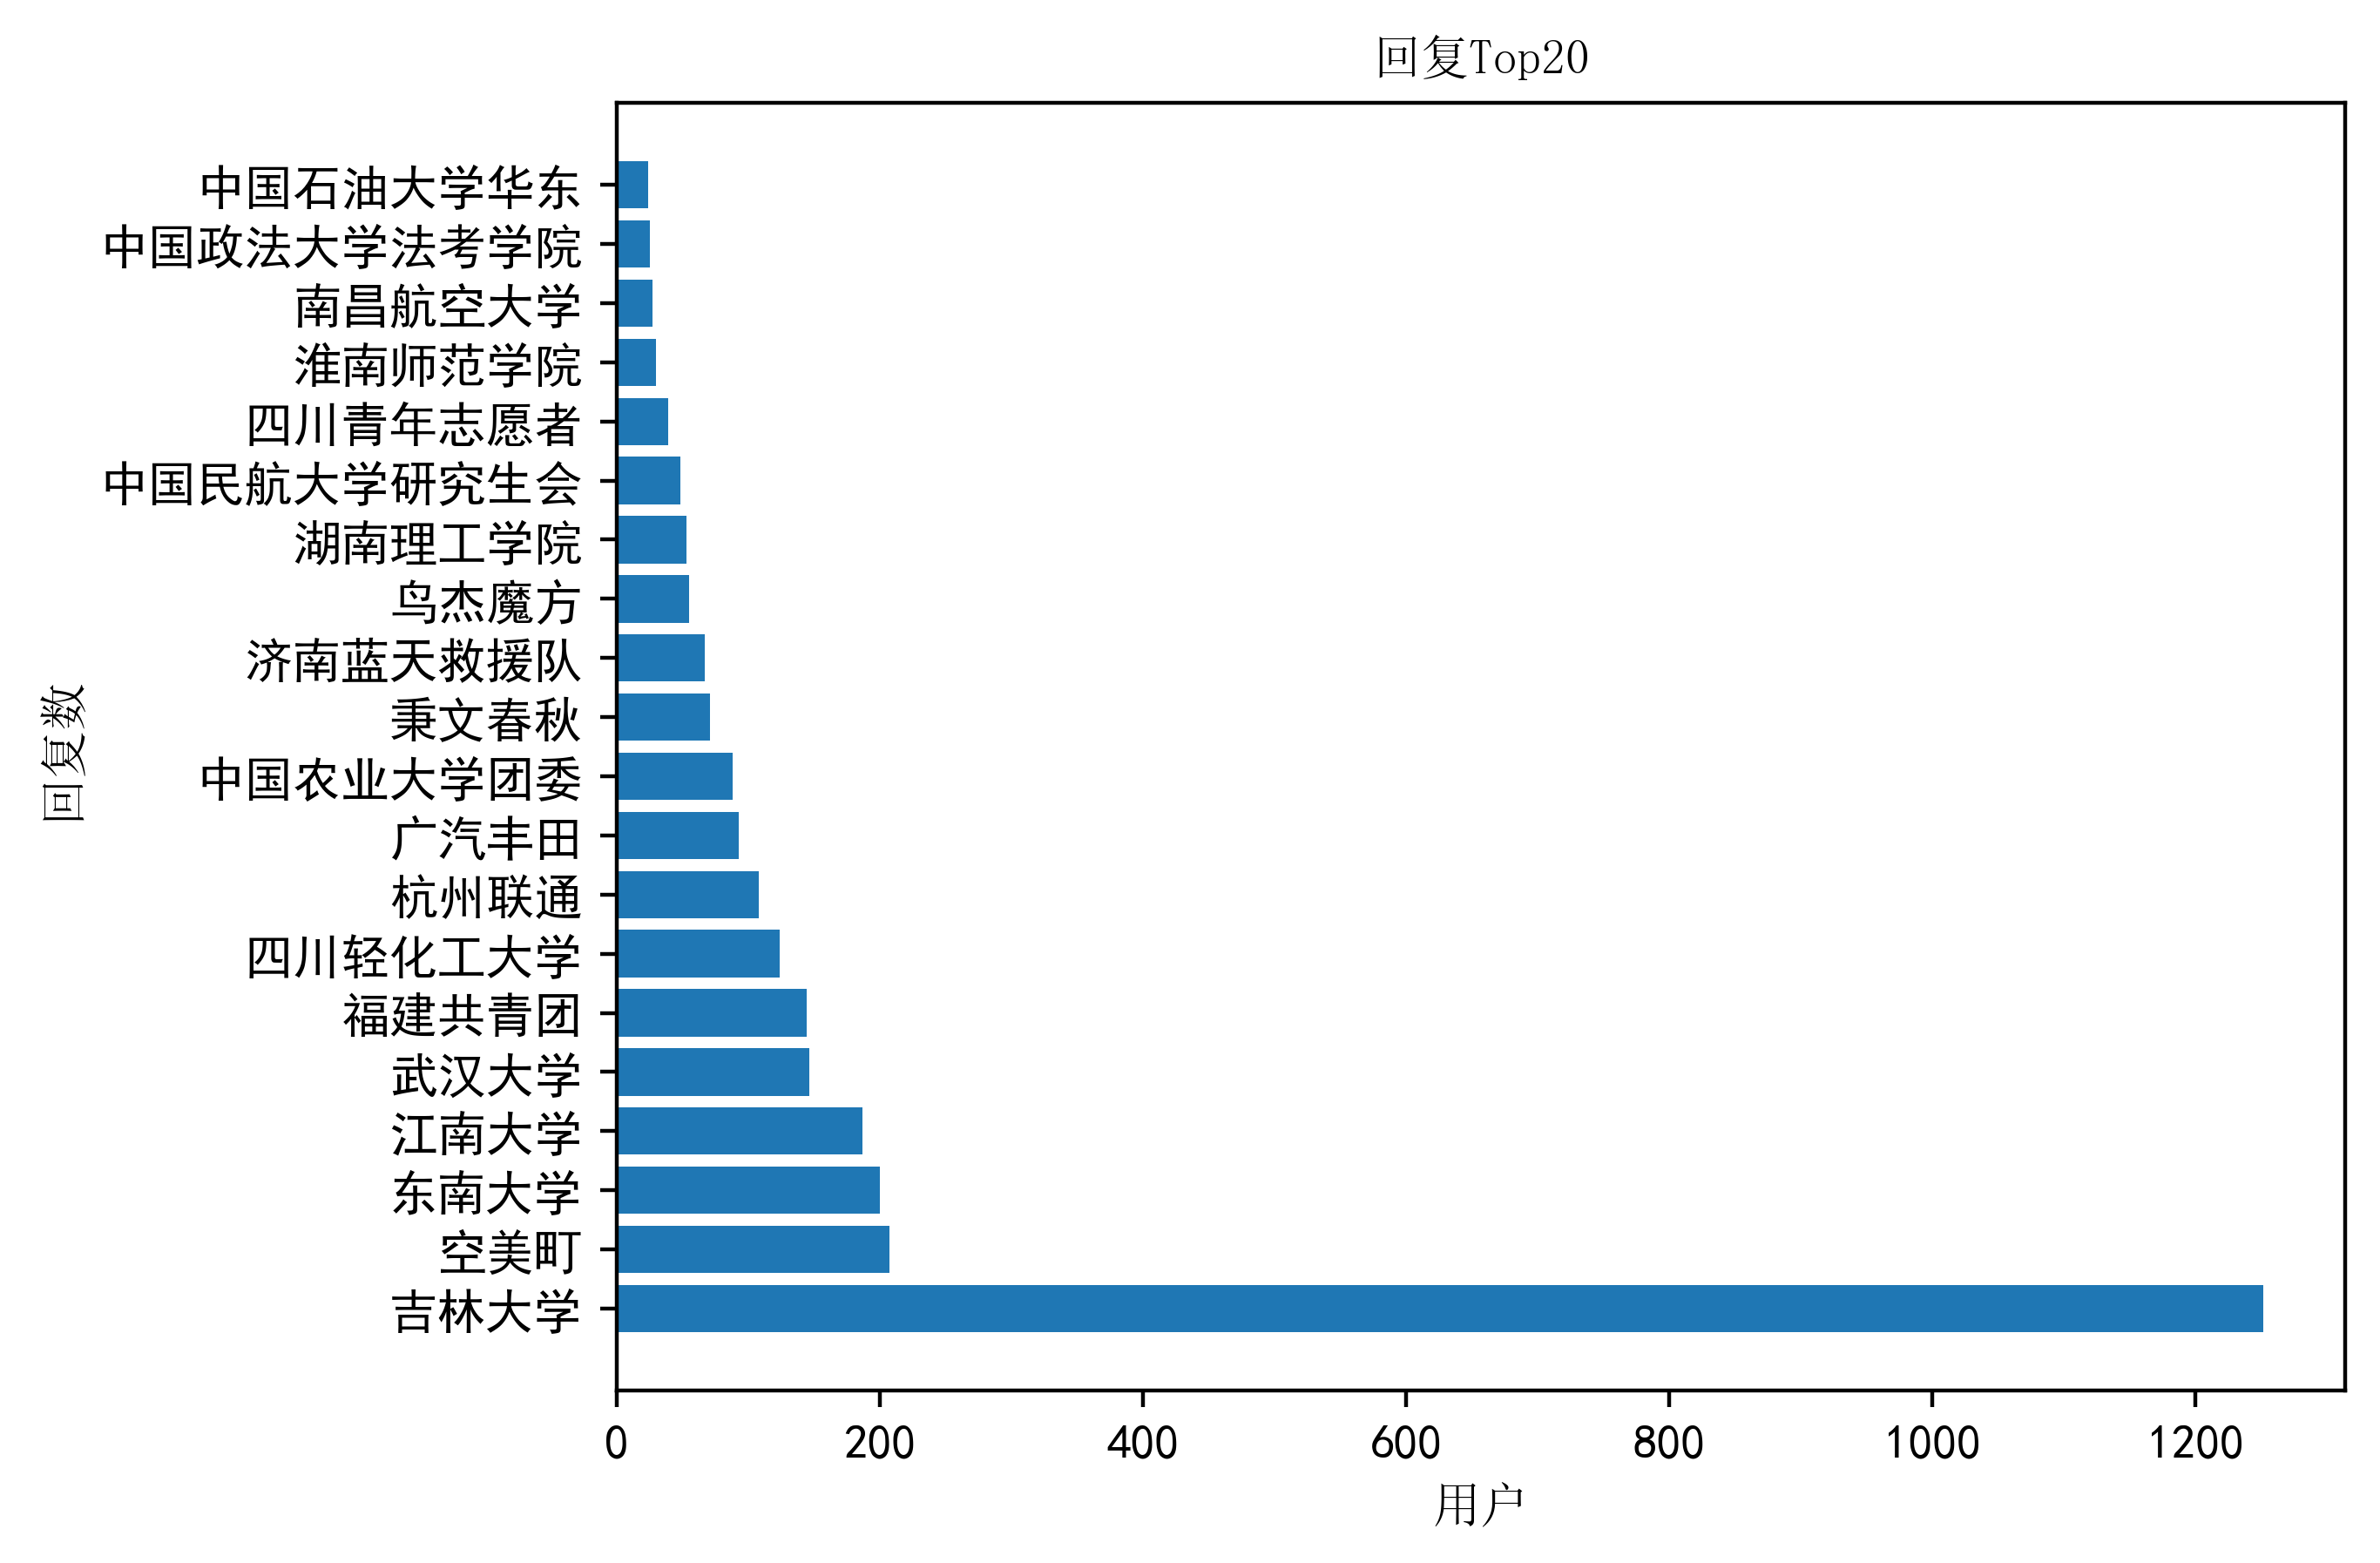 回复Top20
中国石油大学华东
中国政法大学法考学院
南昌航空大学
淮南师范学院
四川青年志愿者
中国民航大学研究生会
湖南理工学院
鸟杰魔方
济南蓝天救援队
秉文春秋
中国农业大学团委
广汽丰田
杭州联通
四川轻化工大学
福建共青团
武汉大学
江南大学
东南大学
空美町
吉林大学
回复数
0 200 400 600 800 1000 1200
用户